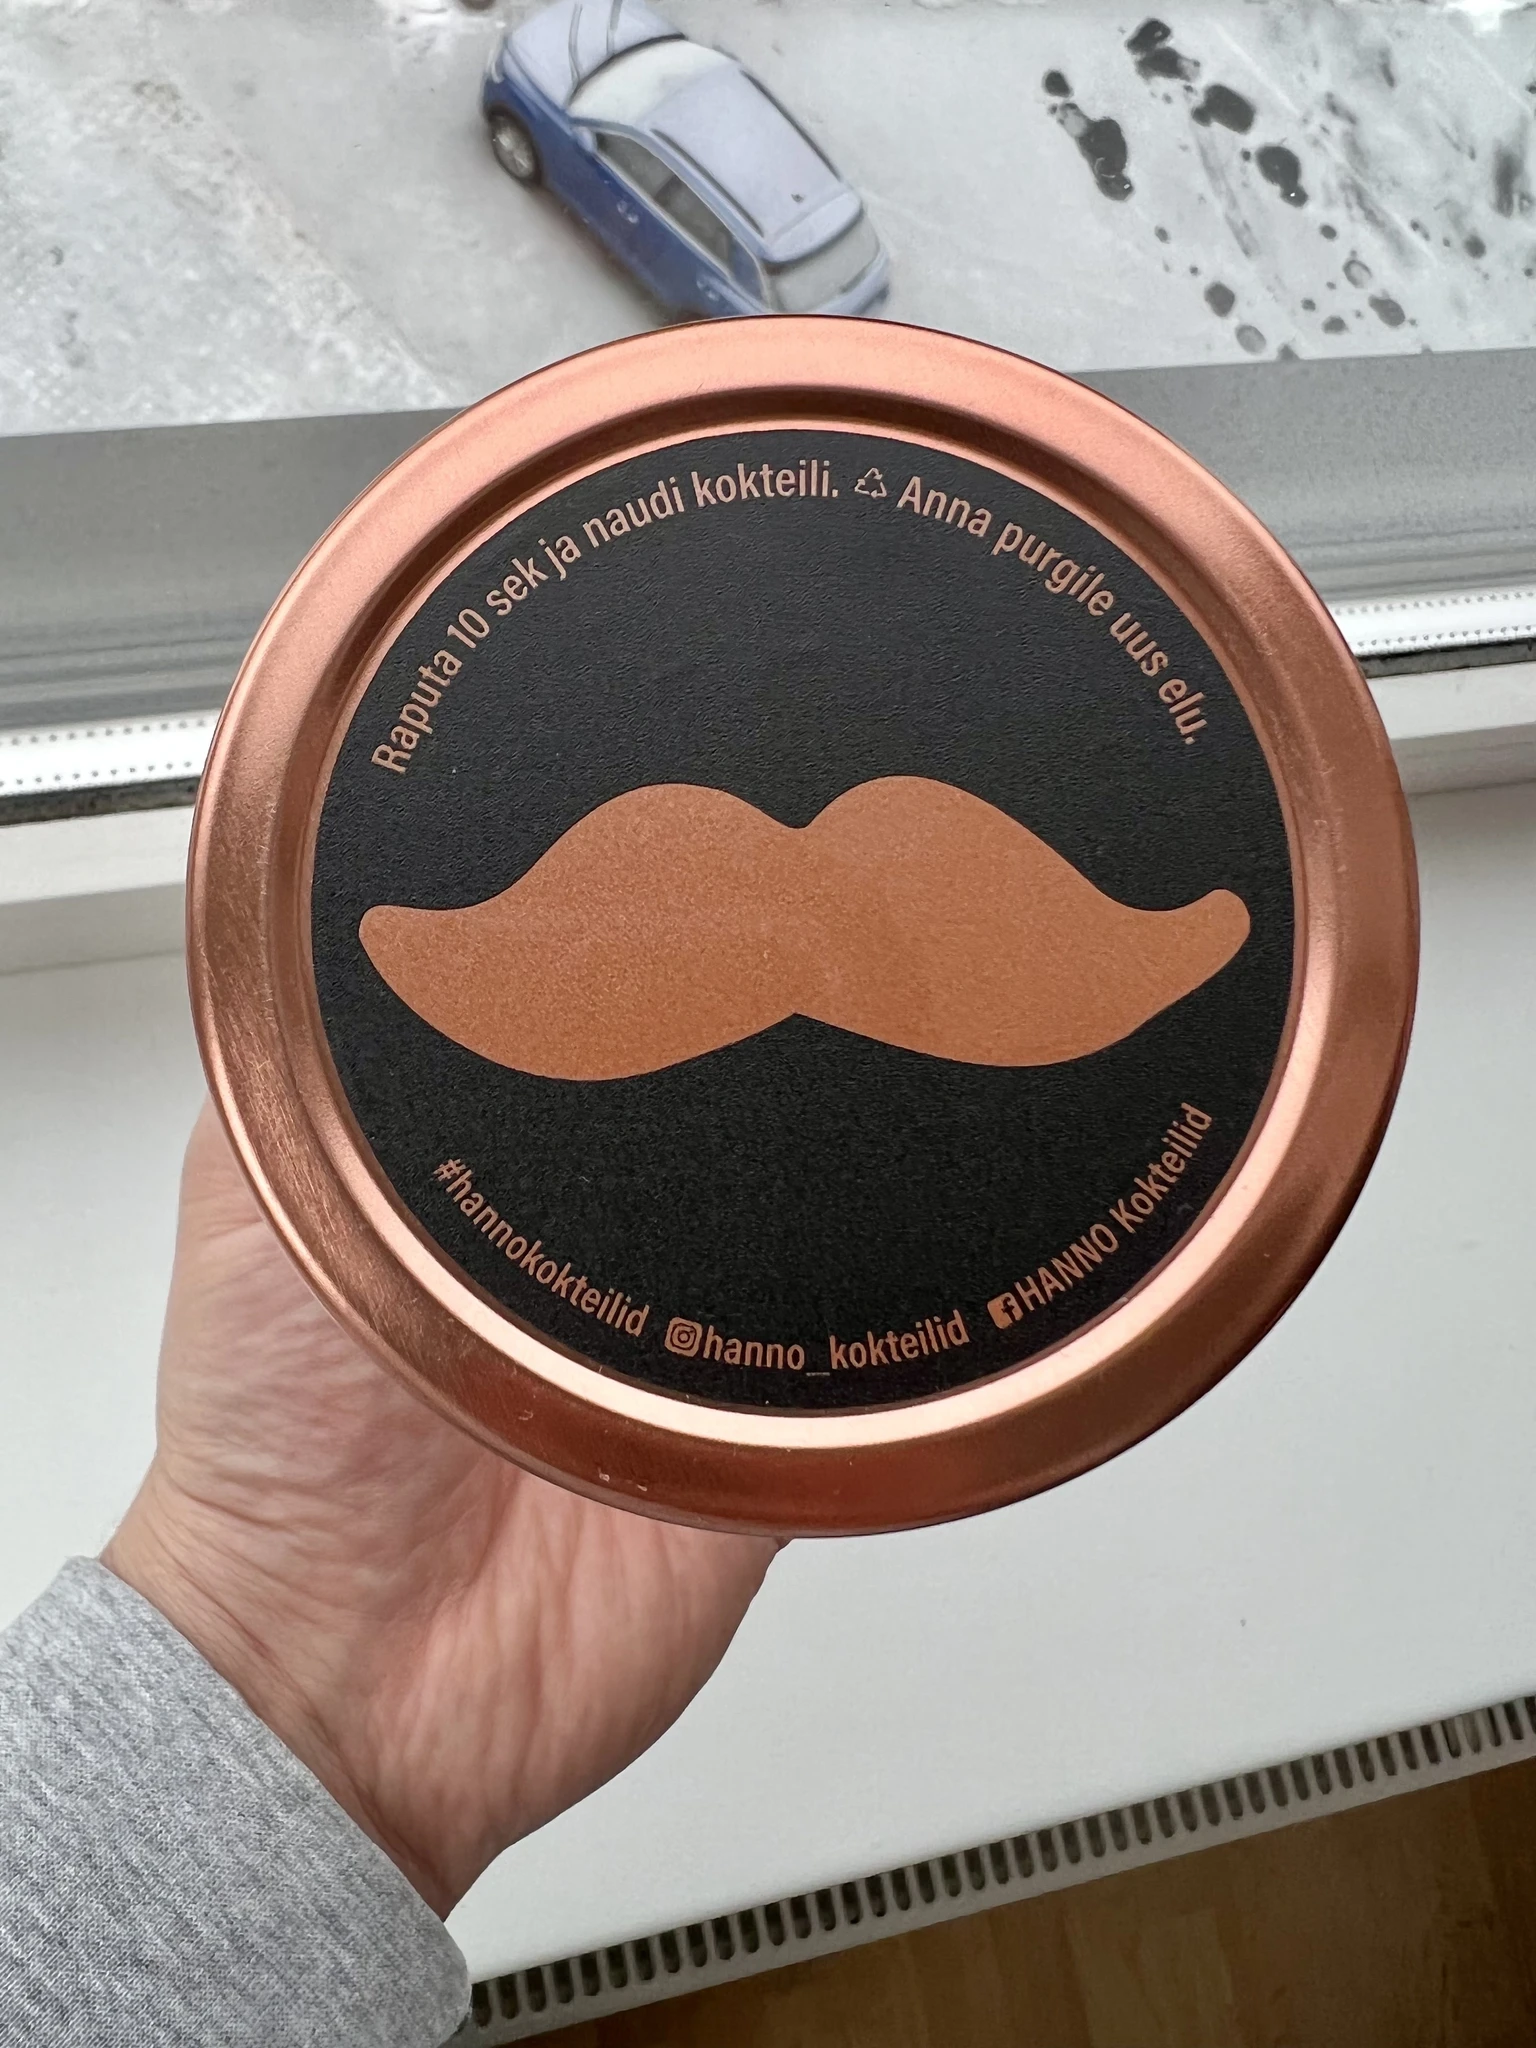 Raputa 10 sek ja naudi kokteili. ♺ Anna purgile uus elu.
#hannokokteilid hanno_kokteilid HANNO Kokteilid